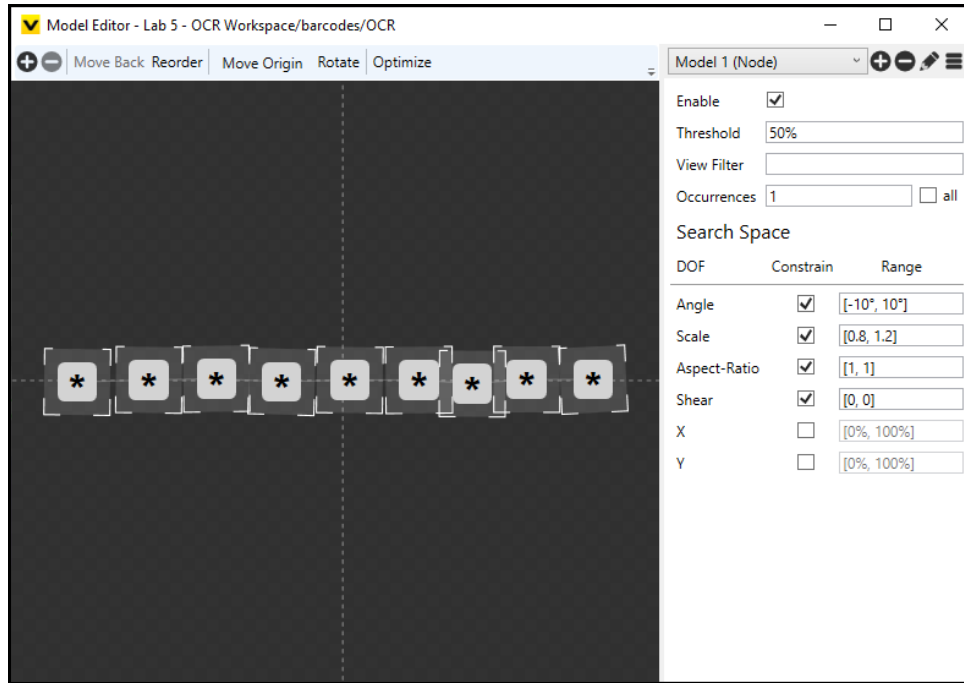 Model Editor - Lab 5 - OCR Workspace/barcodes/OCR
Move Back Reorder Move Origin Rotate Optimize
Model 1 (Node)
Enable
Threshold 50%
View Filter
Occurrences 1 all
Search Space
DOF Constrain Range
Angle [-10°, 10°]
Scale [0.8, 1.2]
Aspect-Ratio [1, 1]
Shear [0, 0]
X [0%, 100%]
Y [0%, 100%]
* * * * * * * * *